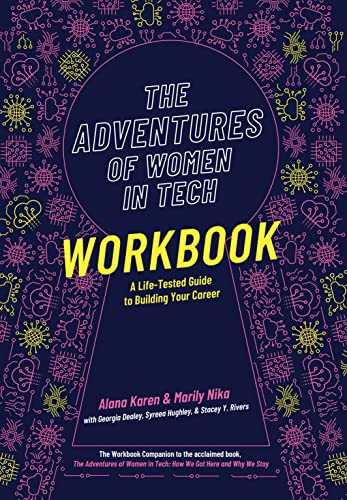 THE
ADVENTURES
OF WOMEN
IN TECH
WORKBOOK
A Life-Tested Guide
to Building Your Career
Alana Karen & Marily Nika
with Georgia Dealey, Syreea Hughley, & Stacey Y. Rivers
The Workbook Companion to the acclaimed book,
The Adventures of Women in Tech: How We Got Here and Why We Stay